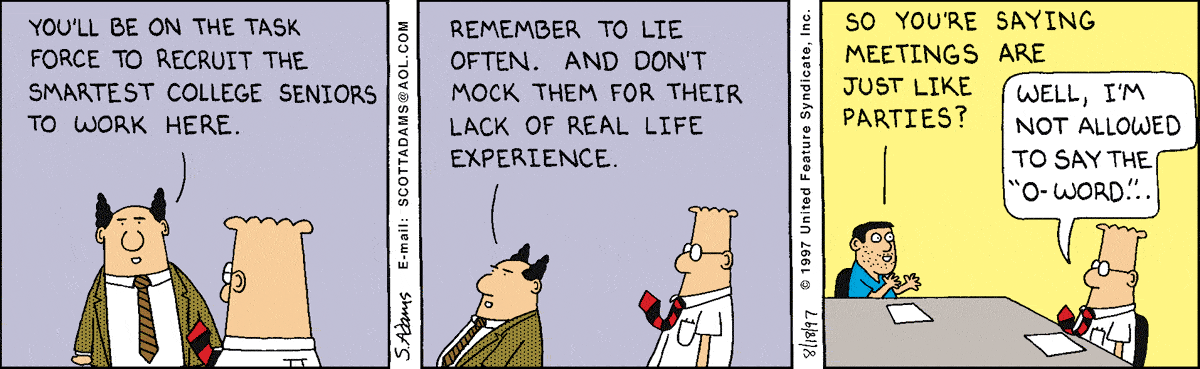 YOU'LL BE ON THE TASK
FORCE TO RECRUIT THE
SMARTEST COLLEGE SENIORS
TO WORK HERE.
S.Adams E-mail: SCOTTADAMS@AOL.COM
REMEMBER TO LIE
OFTEN. AND DON'T
MOCK THEM FOR THEIR
LACK OF REAL LIFE
EXPERIENCE.
8/18/97 © 1997 United Feature Syndicate, Inc.
SO YOU'RE SAYING
MEETINGS ARE
JUST LIKE
PARTIES?
WELL, I'M
NOT ALLOWED
TO SAY THE
"O-WORD."..